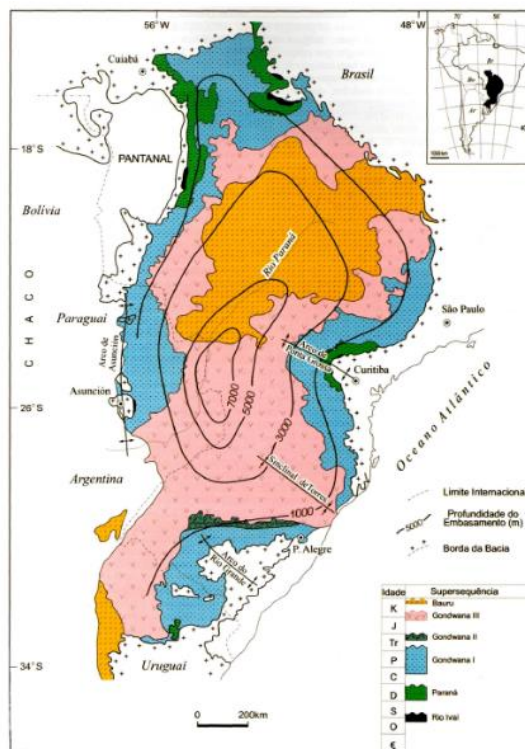 56°W
48°W
Cuiabá
Brasil
18°S
PANTANAL
Bolívia
Rio Paraná
CHACO
Paraguai
Arco de
Asunción
São Paulo
Arco de
Ponta Grossa
Curitiba
Asunción
26°S
7000
5000
3000
Oceano Atlântico
Argentina
Sinclinal de Torres
1000
P. Alegre
Arco do
Rio Grande
Uruguai
34°S
0 200km
Limite Internacional
5000 Profundidade do
Embasamento (m)
Borda da Bacia
Idade Supersequência
K Bauru
J Gondwana III
Tr Gondwana II
P Gondwana I
C
D Paraná
S
O Rio Ivaí
Є